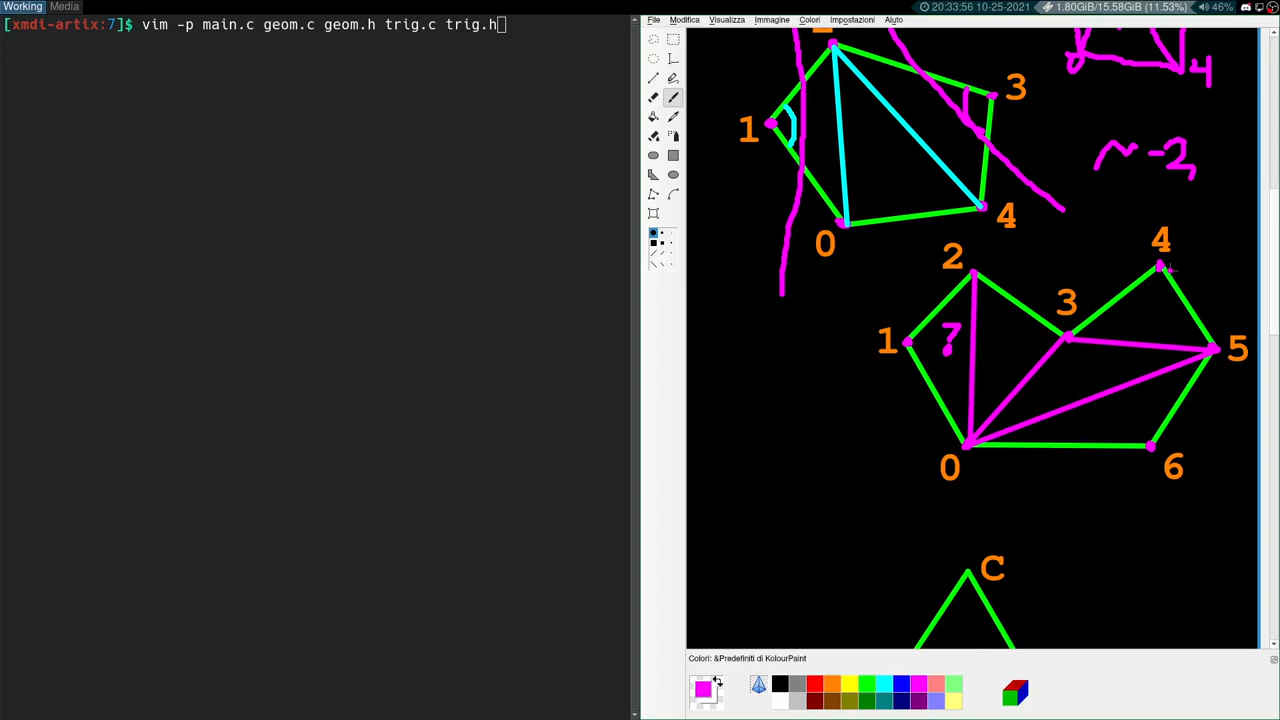 Working Media
20:33:56 10-25-2021 1.80GiB/15.58GiB (11.53%) 46%
[xmdi-artix:7]$ vim -p main.c geom.c geom.h trig.c trig.h
File Modifica Visualizza Immagine Colori Impostazioni Aiuto
4
3
1
n-2
4
0
4
2
3
1
?
5
0
6
C
Colori: &Predefiniti di KolourPaint